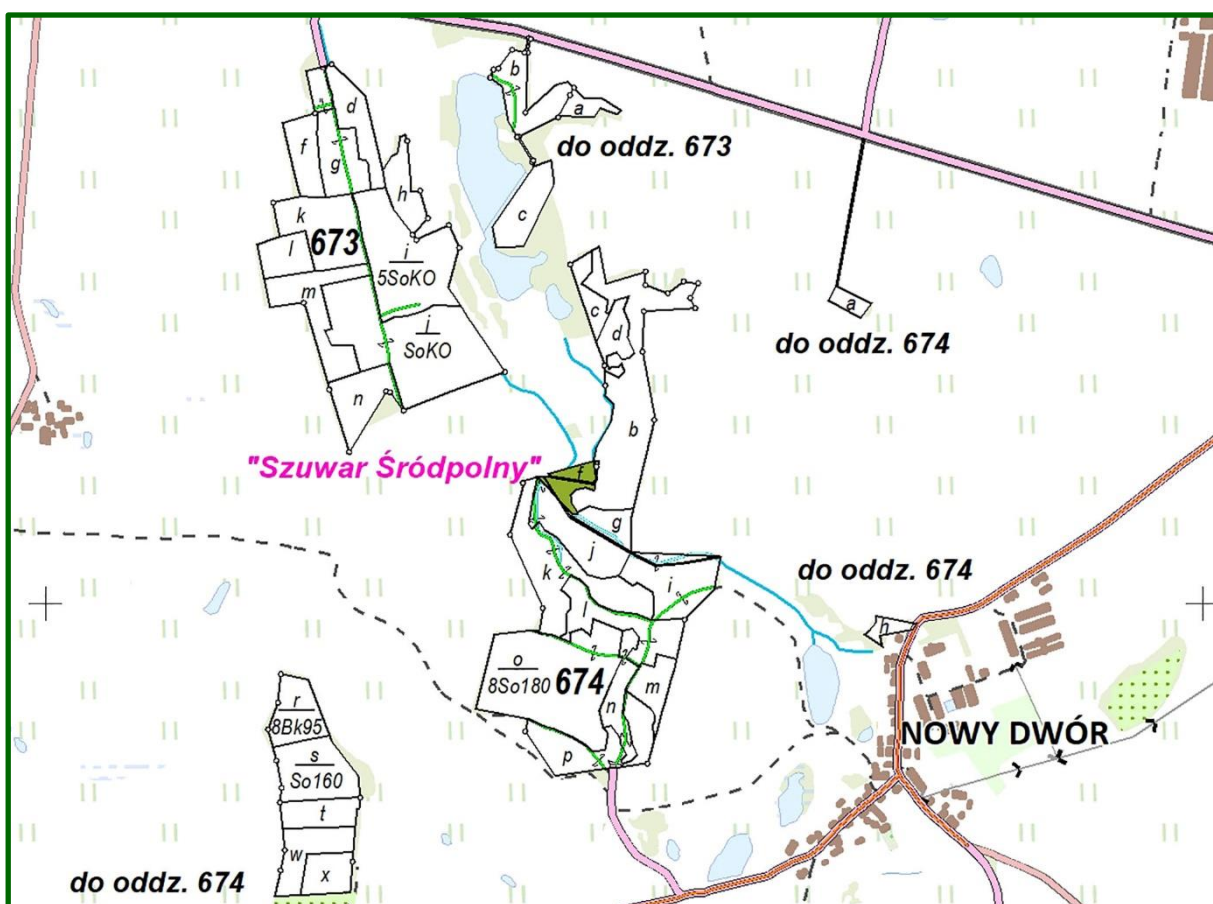 b
a
d
do oddz. 673
f
g
h
c
k
l
673
i
5SoKO
m
a
c
d
j
SoKO
do oddz. 674
n
b
"Szuwar Śródpolny"
f
g
j
do oddz. 674
k
i
l
h
o
8So180
674
m
r
8Bk95
n
NOWY DWÓR
s
So160
p
t
w
x
do oddz. 674